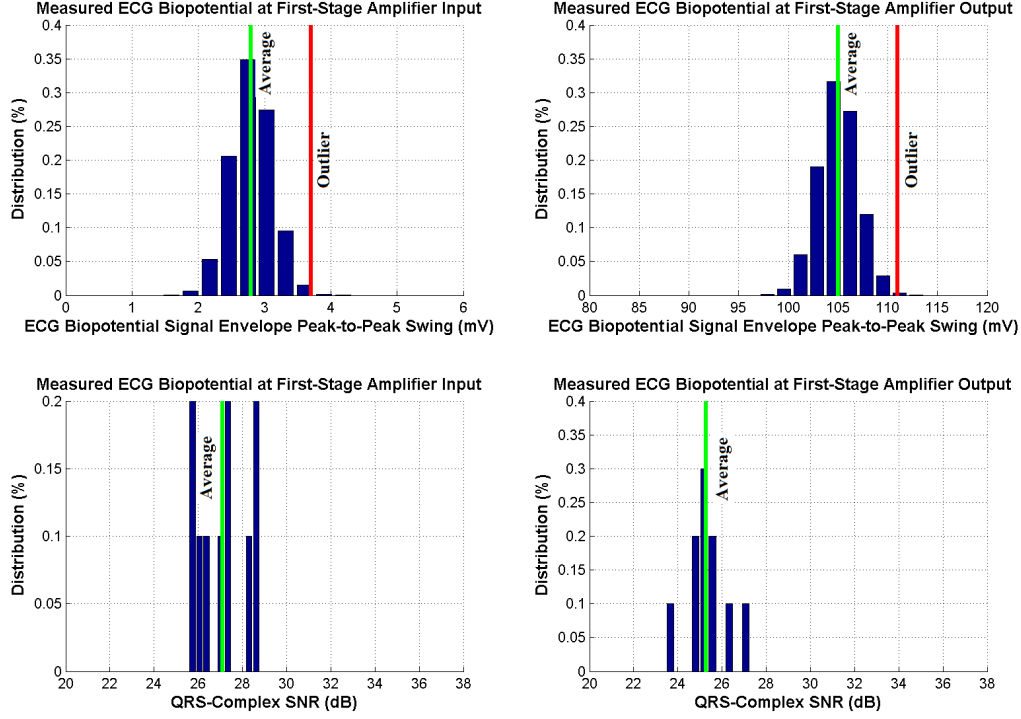 Measured ECG Biopotential at First-Stage Amplifier Input
0.4
0.35
0.3
0.25
0.2
0.15
0.1
0.05
0
Distribution (%)
Average
Outlier
0 1 2 3 4 5 6
ECG Biopotential Signal Envelope Peak-to-Peak Swing (mV)
Measured ECG Biopotential at First-Stage Amplifier Output
0.4
0.35
0.3
0.25
0.2
0.15
0.1
0.05
0
Distribution (%)
Average
Outlier
80 85 90 95 100 105 110 115 120
ECG Biopotential Signal Envelope Peak-to-Peak Swing (mV)
Measured ECG Biopotential at First-Stage Amplifier Input
0.2
0.15
0.1
0.05
0
Distribution (%)
Average
20 22 24 26 28 30 32 34 36 38
QRS-Complex SNR (dB)
Measured ECG Biopotential at First-Stage Amplifier Output
0.4
0.35
0.3
0.25
0.2
0.15
0.1
0.05
0
Distribution (%)
Average
20 22 24 26 28 30 32 34 36 38
QRS-Complex SNR (dB)